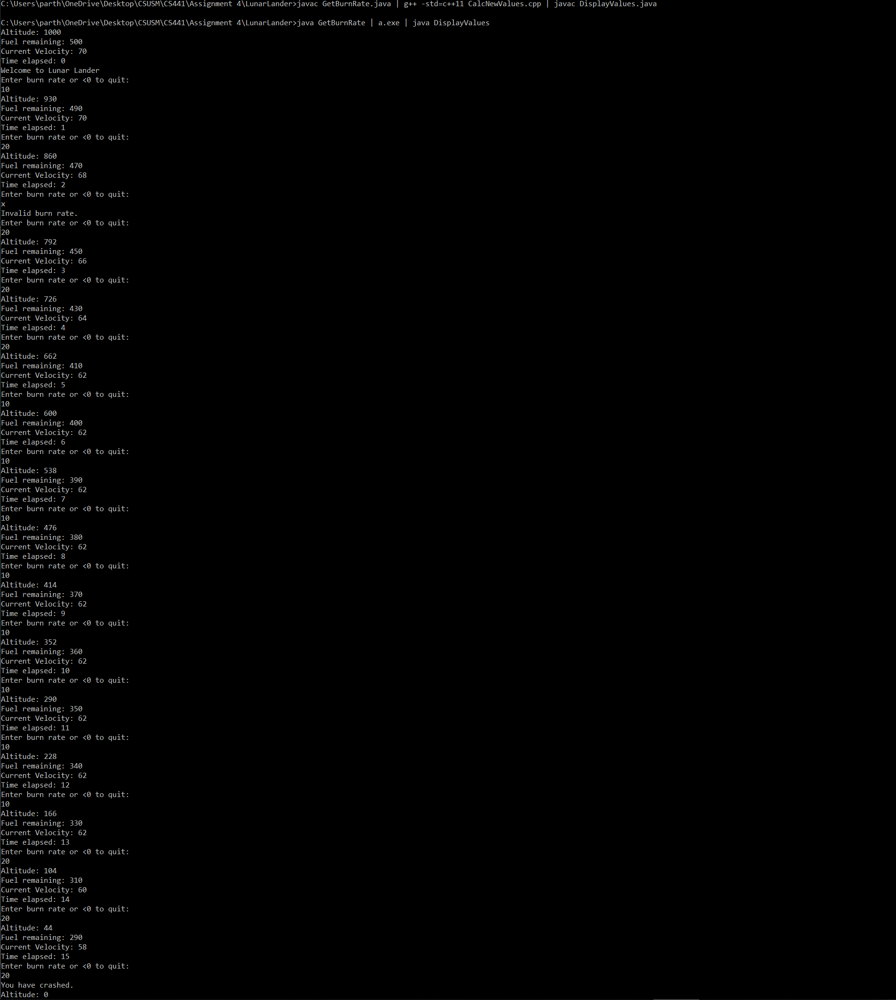 C:\Users\parth\OneDrive\Desktop\CSUSM\CS441\Assignment 4\LunarLander>javac GetBurnRate.java | g++ -std=c++11 CalcNewValues.cpp | javac DisplayValues.java
C:\Users\parth\OneDrive\Desktop\CSUSM\CS441\Assignment 4\LunarLander>java GetBurnRate | a.exe | java DisplayValues
Altitude: 1000
Fuel remaining: 500
Current Velocity: 70
Time elapsed: 0
Welcome to Lunar Lander
Enter burn rate or <0 to quit:
10
Altitude: 930
Fuel remaining: 490
Current Velocity: 70
Time elapsed: 1
Enter burn rate or <0 to quit:
20
Altitude: 860
Fuel remaining: 470
Current Velocity: 68
Time elapsed: 2
Enter burn rate or <0 to quit:
x
Invalid burn rate.
Enter burn rate or <0 to quit:
20
Altitude: 792
Fuel remaining: 450
Current Velocity: 66
Time elapsed: 3
Enter burn rate or <0 to quit:
20
Altitude: 726
Fuel remaining: 430
Current Velocity: 64
Time elapsed: 4
Enter burn rate or <0 to quit:
20
Altitude: 662
Fuel remaining: 410
Current Velocity: 62
Time elapsed: 5
Enter burn rate or <0 to quit:
10
Altitude: 600
Fuel remaining: 400
Current Velocity: 62
Time elapsed: 6
Enter burn rate or <0 to quit:
10
Altitude: 538
Fuel remaining: 390
Current Velocity: 62
Time elapsed: 7
Enter burn rate or <0 to quit:
10
Altitude: 476
Fuel remaining: 380
Current Velocity: 62
Time elapsed: 8
Enter burn rate or <0 to quit:
10
Altitude: 414
Fuel remaining: 370
Current Velocity: 62
Time elapsed: 9
Enter burn rate or <0 to quit:
10
Altitude: 352
Fuel remaining: 360
Current Velocity: 62
Time elapsed: 10
Enter burn rate or <0 to quit:
10
Altitude: 290
Fuel remaining: 350
Current Velocity: 62
Time elapsed: 11
Enter burn rate or <0 to quit:
10
Altitude: 228
Fuel remaining: 340
Current Velocity: 62
Time elapsed: 12
Enter burn rate or <0 to quit:
10
Altitude: 166
Fuel remaining: 330
Current Velocity: 62
Time elapsed: 13
Enter burn rate or <0 to quit:
20
Altitude: 104
Fuel remaining: 310
Current Velocity: 60
Time elapsed: 14
Enter burn rate or <0 to quit:
20
Altitude: 44
Fuel remaining: 290
Current Velocity: 58
Time elapsed: 15
Enter burn rate or <0 to quit:
20
You have crashed.
Altitude: 0